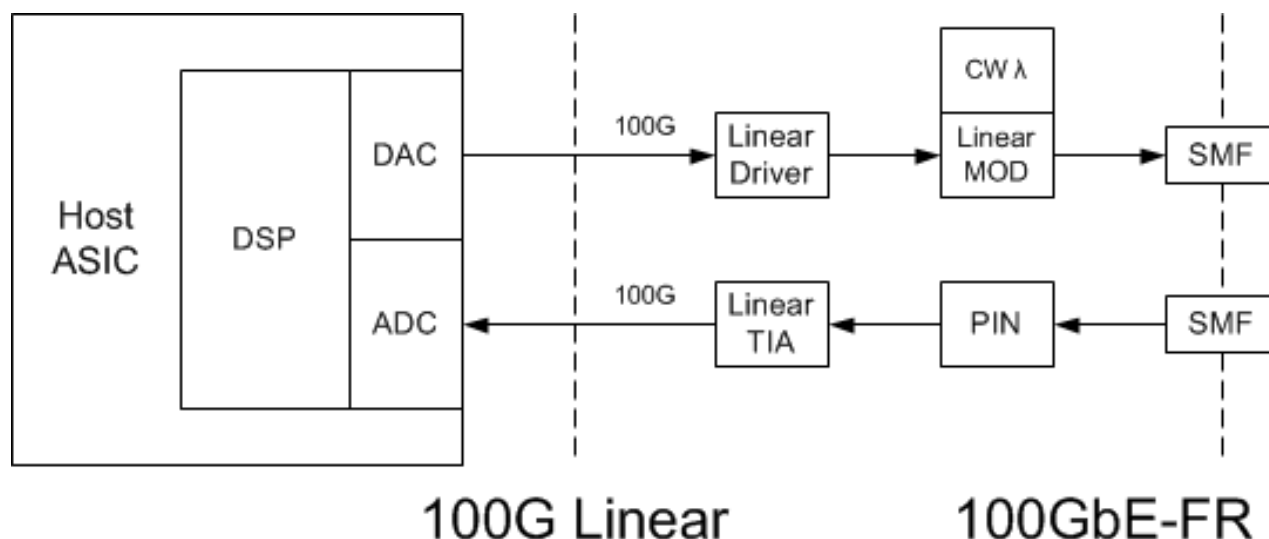 Host
ASIC
DSP
DAC
ADC
100G
Linear
Driver
CW λ
Linear
MOD
SMF
100G
Linear
TIA
PIN
SMF
100G Linear
100GbE-FR